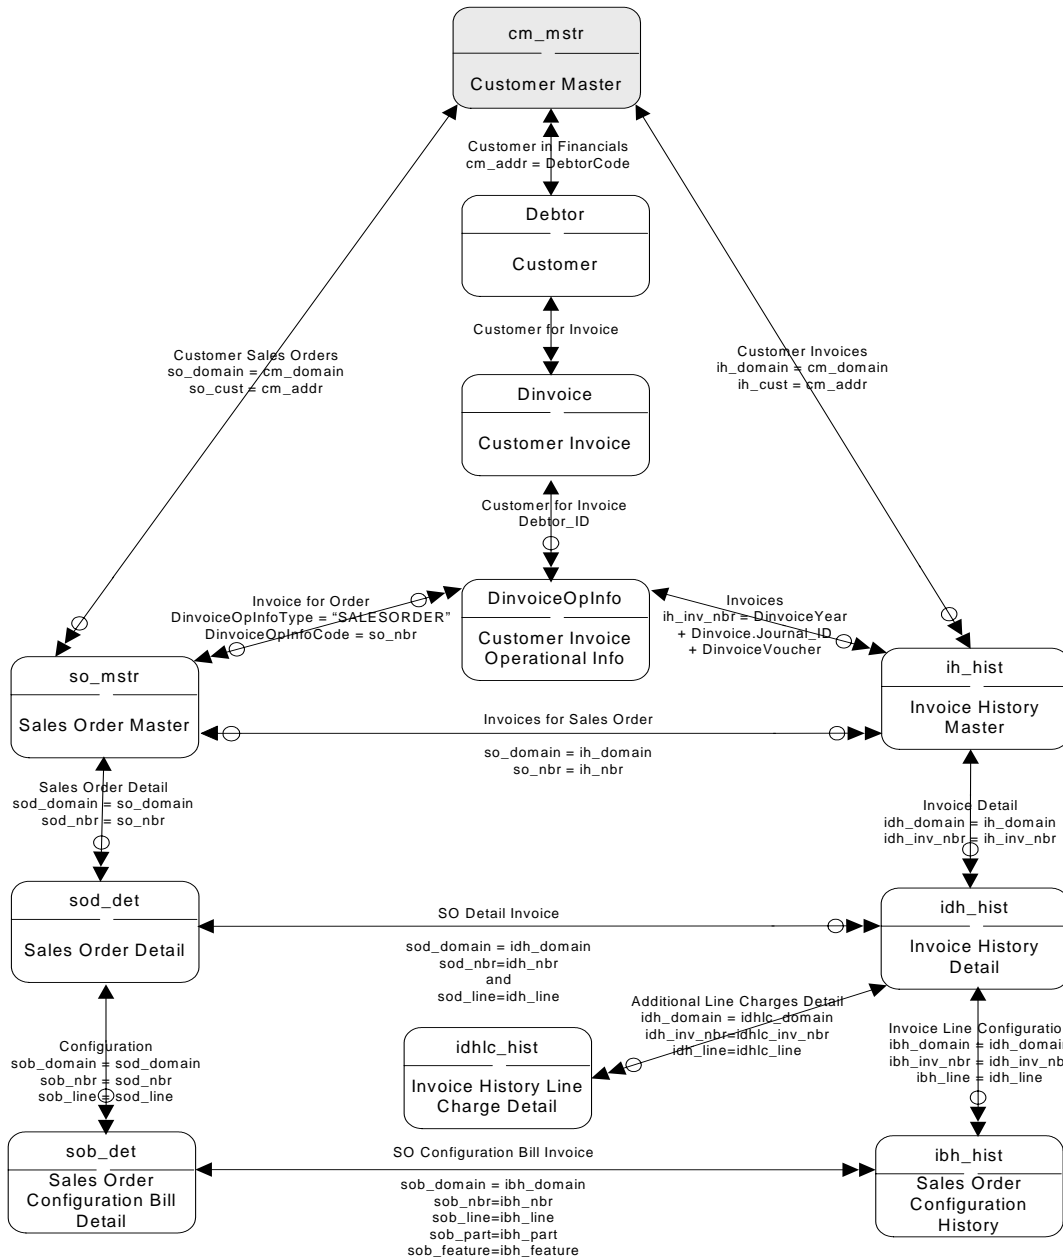 cm_mstr
Customer Master
Customer in Financials
cm_addr = DebtorCode
Debtor
Customer
Customer for Invoice
Customer Sales Orders
so_domain = cm_domain
so_cust = cm_addr
Customer Invoices
ih_domain = cm_domain
ih_cust = cm_addr
Dinvoice
Customer Invoice
Customer for Invoice
Debtor_ID
Invoice for Order
DinvoiceOpInfoType = “SALESORDER”
DinvoiceOpInfoCode = so_nbr
DinvoiceOpInfo
Customer Invoice
Operational Info
Invoices
ih_inv_nbr = DinvoiceYear
+ Dinvoice.Journal_ID
+ DinvoiceVoucher
so_mstr
Sales Order Master
ih_hist
Invoice History
Master
Invoices for Sales Order
so_domain = ih_domain
so_nbr = ih_nbr
Sales Order Detail
sod_domain = so_domain
sod_nbr = so_nbr
Invoice Detail
idh_domain = ih_domain
idh_inv_nbr = ih_inv_nbr
sod_det
Sales Order Detail
SO Detail Invoice
sod_domain = idh_domain
sod_nbr=idh_nbr
and
sod_line=idh_line
idh_hist
Invoice History
Detail
Additional Line Charges Detail
idh_domain = idhlc_domain
idh_inv_nbr=idhlc_inv_nbr
idh_line=idhlc_line
Configuration
sob_domain = sod_domain
sob_nbr = sod_nbr
sob_line = sod_line
idhlc_hist
Invoice History Line
Charge Detail
Invoice Line Configuratio
ibh_domain = idh_domain
ibh_inv_nbr = idh_inv_nb
ibh_line = idh_line
sob_det
Sales Order
Configuration Bill
Detail
SO Configuration Bill Invoice
sob_domain = ibh_domain
sob_nbr=ibh_nbr
sob_line=ibh_line
sob_part=ibh_part
sob_feature=ibh_feature
ibh_hist
Sales Order
Configuration
History